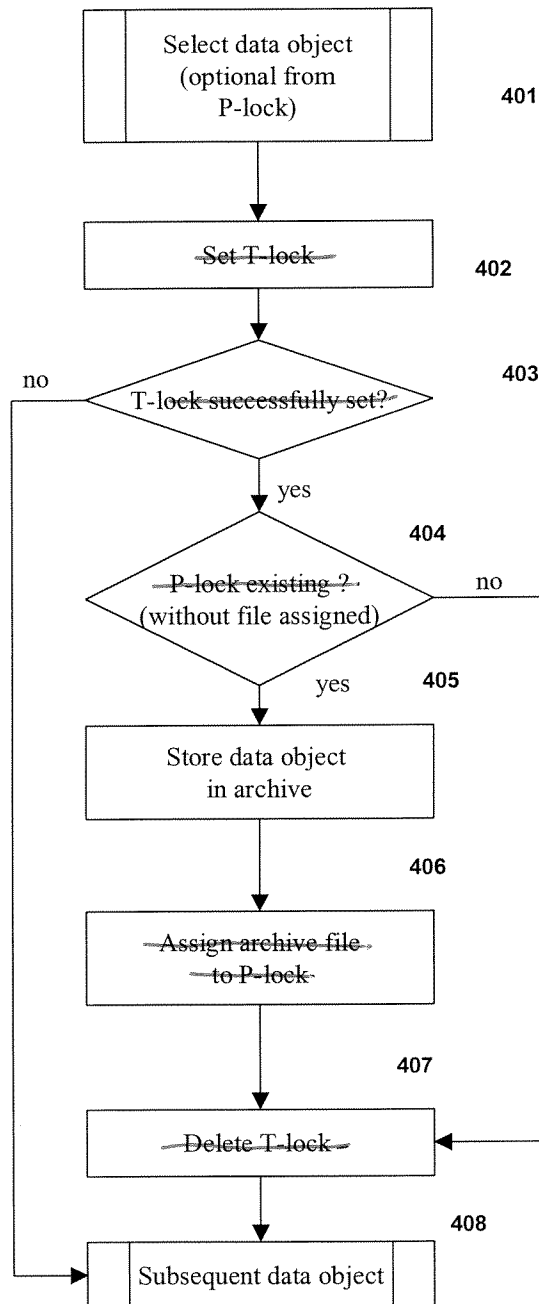 Select data object
(optional from
P-lock)
401
Set T-lock
402
T-lock successfully set?
403
no
yes
404
P-lock existing ?
(without file assigned)
no
yes
405
Store data object
in archive
406
Assign archive file
to P-lock
407
Delete T-lock
408
Subsequent data object